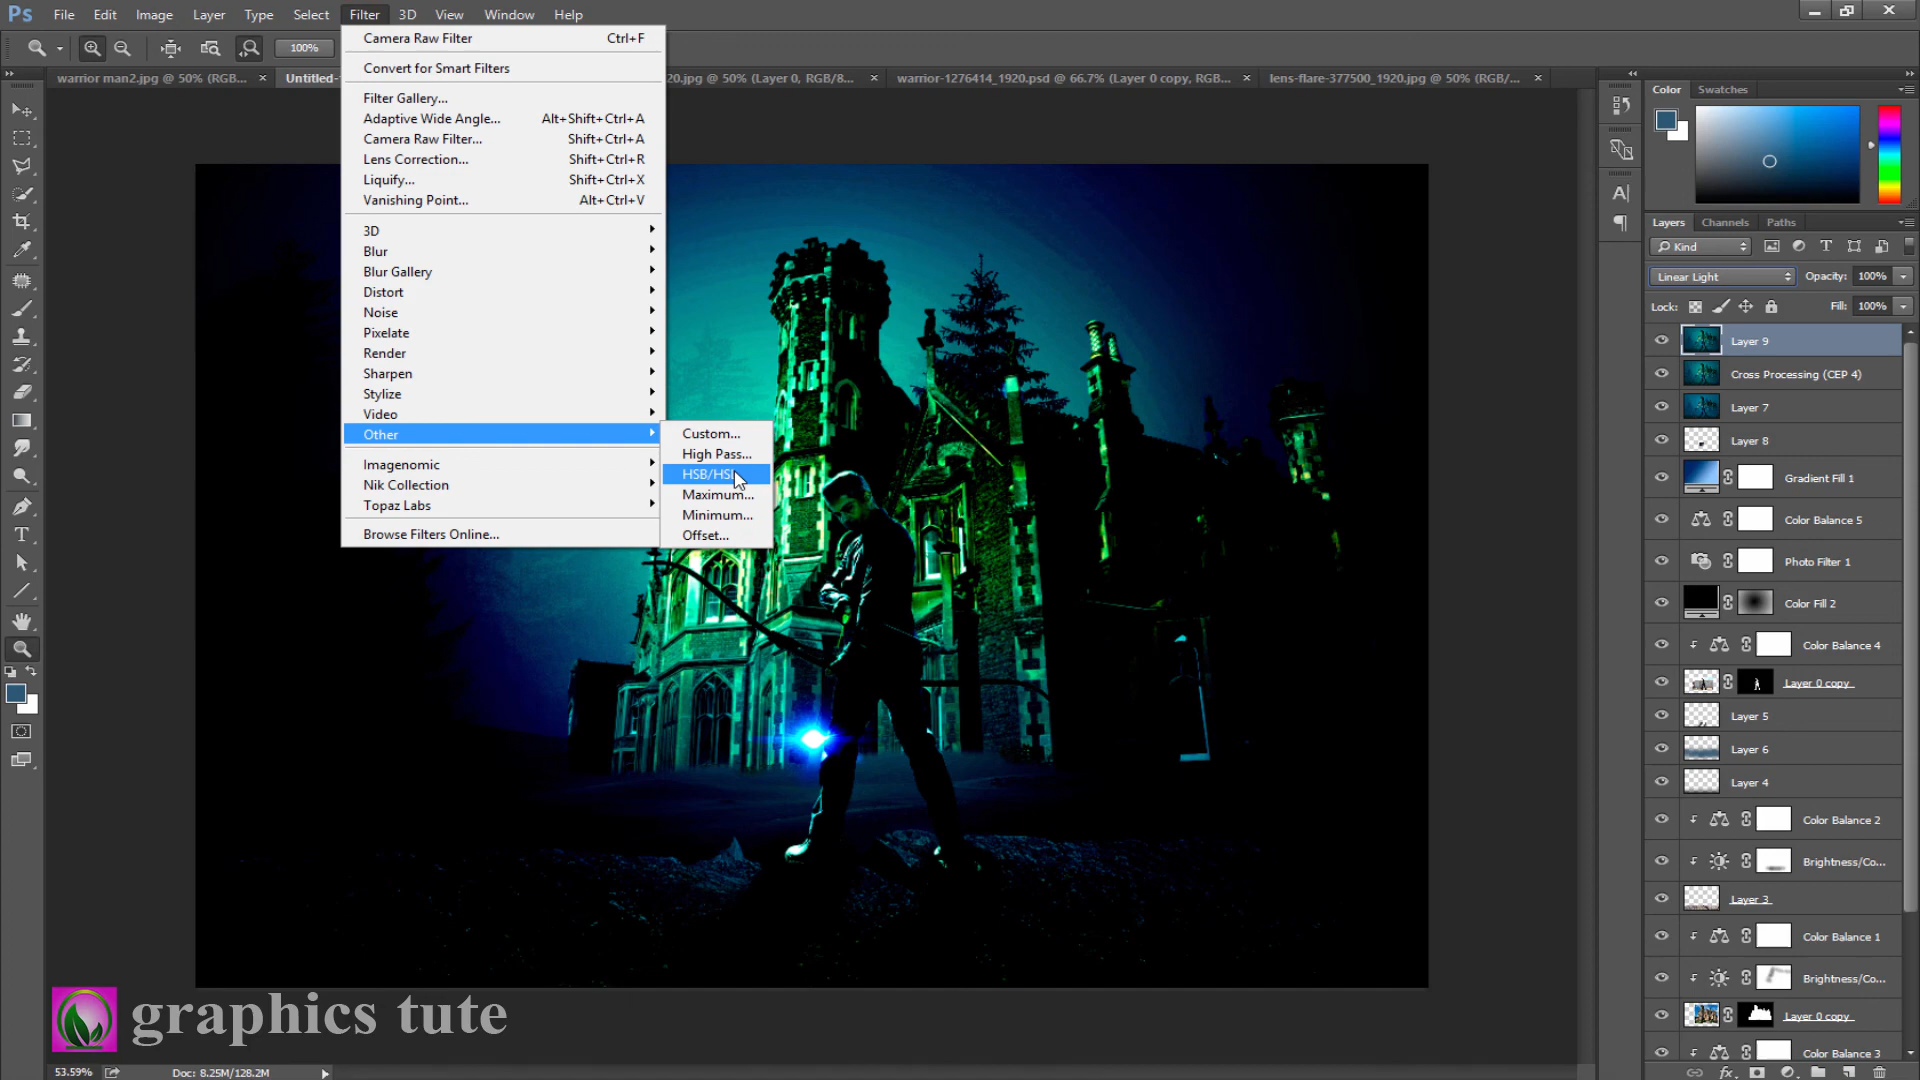 Ps File Edit Image Layer Type Select Filter 3D View Window Help
100%
warrior man2.jpg @ 50% (RGB... × Untitled- 20.jpg @ 50% (Layer 0, RGB/8... × warrior-1276414_1920.psd @ 66.7% (Layer 0 copy, RGB... × lens-flare-377500_1920.jpg @ 50% (RGB/... ×
Camera Raw Filter Ctrl+F
Convert for Smart Filters
Filter Gallery...
Adaptive Wide Angle... Alt+Shift+Ctrl+A
Camera Raw Filter... Shift+Ctrl+A
Lens Correction... Shift+Ctrl+R
Liquify... Shift+Ctrl+X
Vanishing Point... Alt+Ctrl+V
3D
Blur
Blur Gallery
Distort
Noise
Pixelate
Render
Sharpen
Stylize
Video
Other
Imagenomic
Nik Collection
Topaz Labs
Browse Filters Online...
Custom...
High Pass...
Maximum...
Minimum...
Offset...
Color Swatches
Layers Channels Paths
Kind
Linear Light Opacity: 100%
Lock: Fill: 100%
Layer 9
Cross Processing (CEP 4)
Layer 7
Layer 8
Gradient Fill 1
Color Balance 5
Photo Filter 1
Color Fill 2
Color Balance 4
Layer 0 copy
Layer 5
Layer 6
Layer 4
Color Balance 2
Brightness/Co...
Layer 3
Color Balance 1
Brightness/Co...
Layer 0 copy
Color Balance 3
graphics tute
53.59% Doc: 8.25M/128.2M